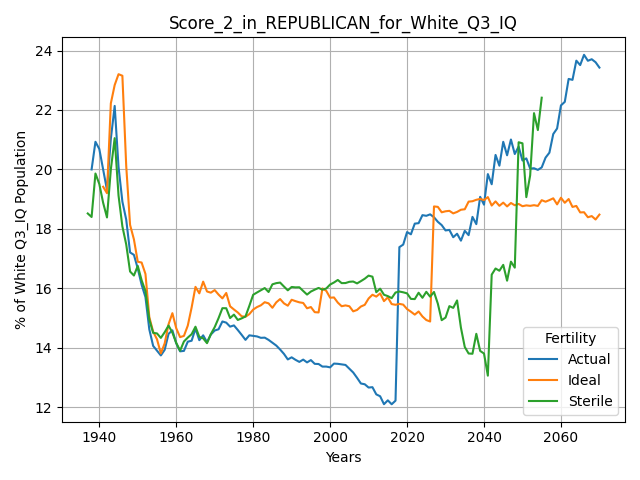 Score_2_in_REPUBLICAN_for_White_Q3_IQ
% of White Q3_IQ Population
24
22
20
18
16
14
12
1940
1960
1980
2000
2020
2040
2060
Years
Fertility
Actual
Ideal
Sterile